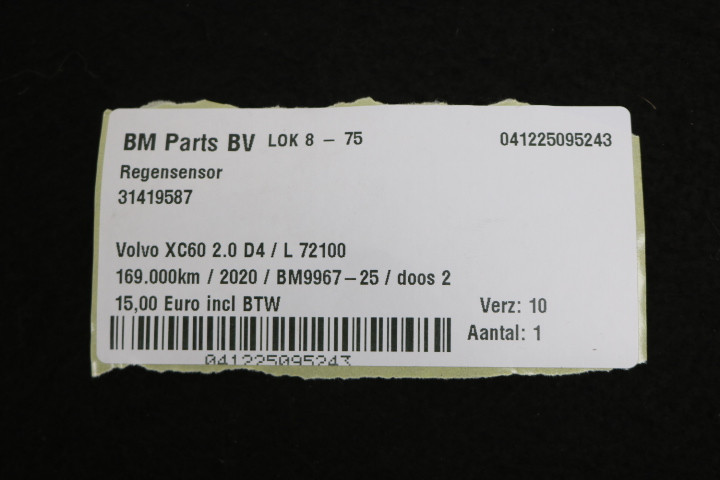 BM Parts BV LOK 8 - 75 041225095243
Regensensor
31419587
Volvo XC60 2.0 D4 / L 72100
169.000km / 2020 / BM9967-25 / doos 2
15,00 Euro incl BTW Verz: 10
Aantal: 1
041225095243